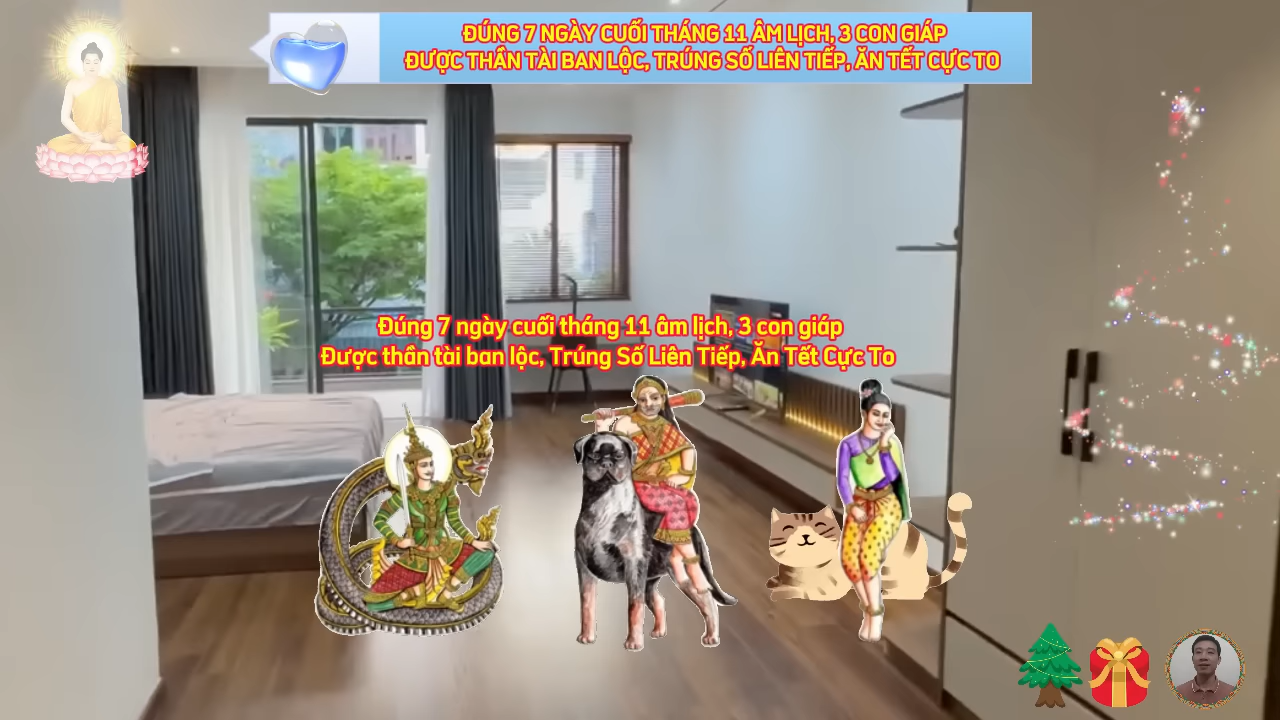 ĐÚNG 7 NGÀY CUỐI THÁNG 11 ÂM LỊCH, 3 CON GIÁP
ĐƯỢC THẦN TÀI BAN LỘC, TRÚNG SỐ LIÊN TIẾP, ĂN TẾT CỰC TO
Đúng 7 ngày cuối tháng 11 âm lịch, 3 con giáp
Được thần tài ban lộc, Trúng Số Liên Tiếp, Ăn Tết Cực To